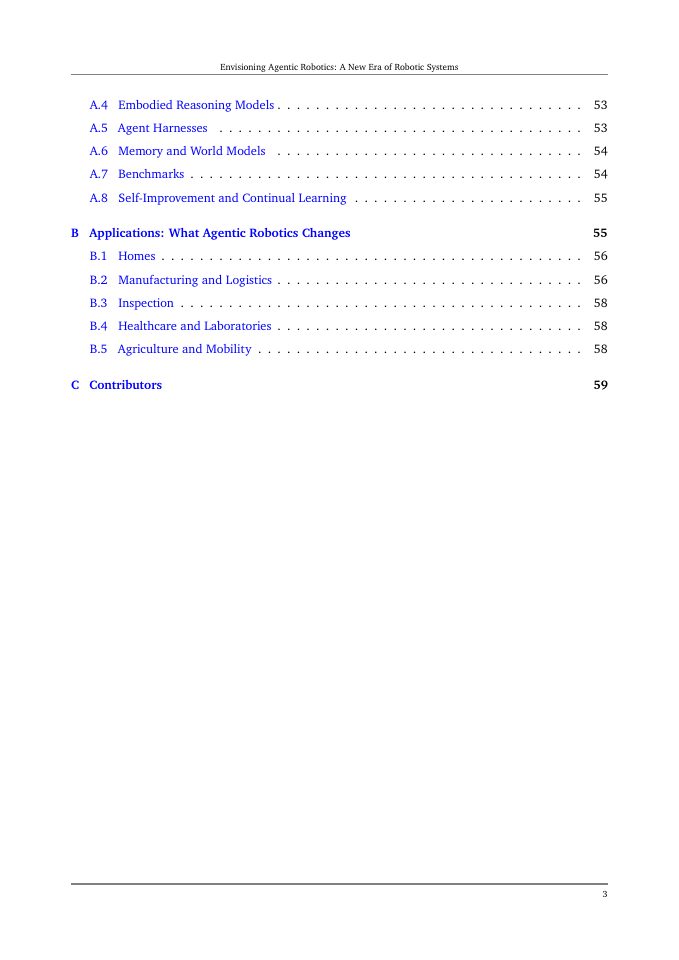 Envisioning Agentic Robotics: A New Era of Robotic Systems
A.4 Embodied Reasoning Models . . . . . . . . . . . . . . . . . . . . . . . . . . . . . . . . 53
A.5 Agent Harnesses . . . . . . . . . . . . . . . . . . . . . . . . . . . . . . . . . . . . . . 53
A.6 Memory and World Models . . . . . . . . . . . . . . . . . . . . . . . . . . . . . . . . 54
A.7 Benchmarks . . . . . . . . . . . . . . . . . . . . . . . . . . . . . . . . . . . . . . . . . 54
A.8 Self-Improvement and Continual Learning . . . . . . . . . . . . . . . . . . . . . . . . 55
B Applications: What Agentic Robotics Changes 55
B.1 Homes . . . . . . . . . . . . . . . . . . . . . . . . . . . . . . . . . . . . . . . . . . . . 56
B.2 Manufacturing and Logistics . . . . . . . . . . . . . . . . . . . . . . . . . . . . . . . . 56
B.3 Inspection . . . . . . . . . . . . . . . . . . . . . . . . . . . . . . . . . . . . . . . . . . 58
B.4 Healthcare and Laboratories . . . . . . . . . . . . . . . . . . . . . . . . . . . . . . . . 58
B.5 Agriculture and Mobility . . . . . . . . . . . . . . . . . . . . . . . . . . . . . . . . . . 58
C Contributors 59
3